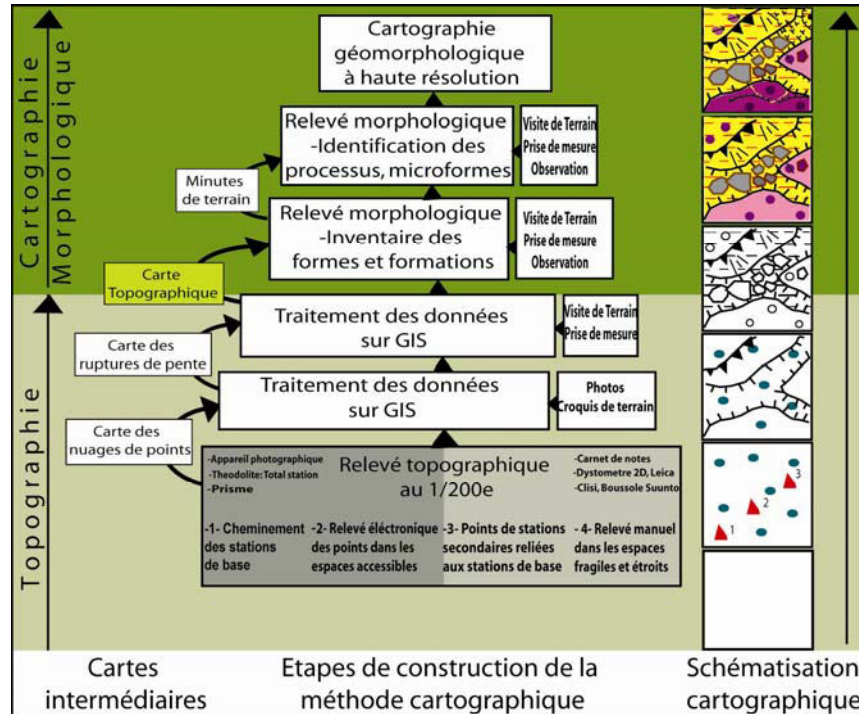 Cartographie
géomorphologique
à haute résolution
Cartographie
Morphologique
Relevé morphologique
-Identification des
processus, microformes
Visite de Terrain
Prise de mesure
Observation
Minutes
de terrain
Relevé morphologique
-Inventaire des
formes et formations
Visite de Terrain
Prise de mesure
Observation
Carte
Topographique
Topographie
Traitement des données
sur GIS
Visite de Terrain
Prise de mesure
Carte des
ruptures de pente
Traitement des données
sur GIS
Photos
Croquis de terrain
Carte des
nuages de points
-Appareil photographique
-Theodolite: Total station
-Prisme
Relevé topographique
au 1/200e
-Carnet de notes
-Dystometre 2D, Leica
-Clisi, Boussole Suunto
-1- Cheminement
des stations
de base
-2- Relevé éléctronique
des points dans les
espaces accessibles
-3- Points de stations
secondaires reliées
aux stations de base
- 4- Relevé manuel
dans les espaces
fragiles et étroits
3
2
1
Cartes
intermédiaires
Etapes de construction de la
méthode cartographique
Schématisation
cartographique